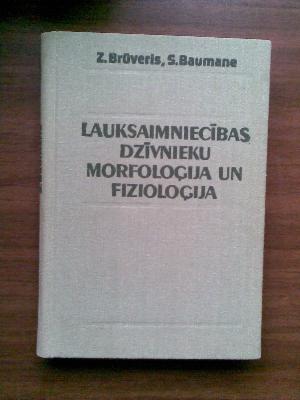 Z. Brūveris, S. Baumane
LAUKSAIMNIECĪBAS
DZĪVNIEKU
MORFOLOĢIJA UN
FIZIOLOĢIJA